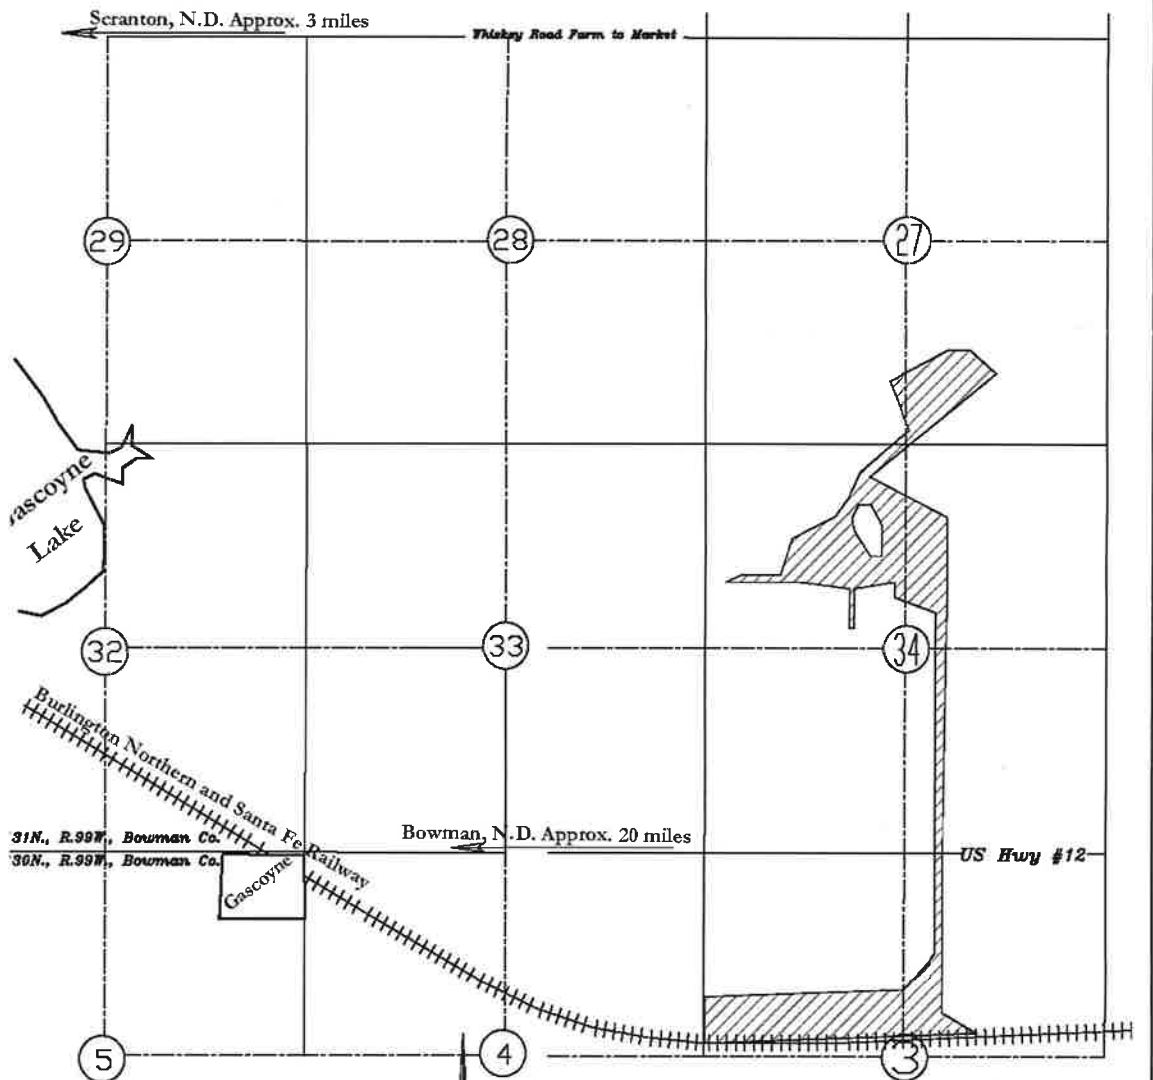 Scranton, N.D. Approx. 3 miles
Whiskey Road Farm to Market
29
28
27
Gascoyne
Lake
32
33
34
Burlington Northern and Santa Fe Railway
31N., R.99W., Bowman Co.
30N., R.99W., Bowman Co.
Bowman, N.D. Approx. 20 miles
US Hwy #12
Gascoyne
5
4
3